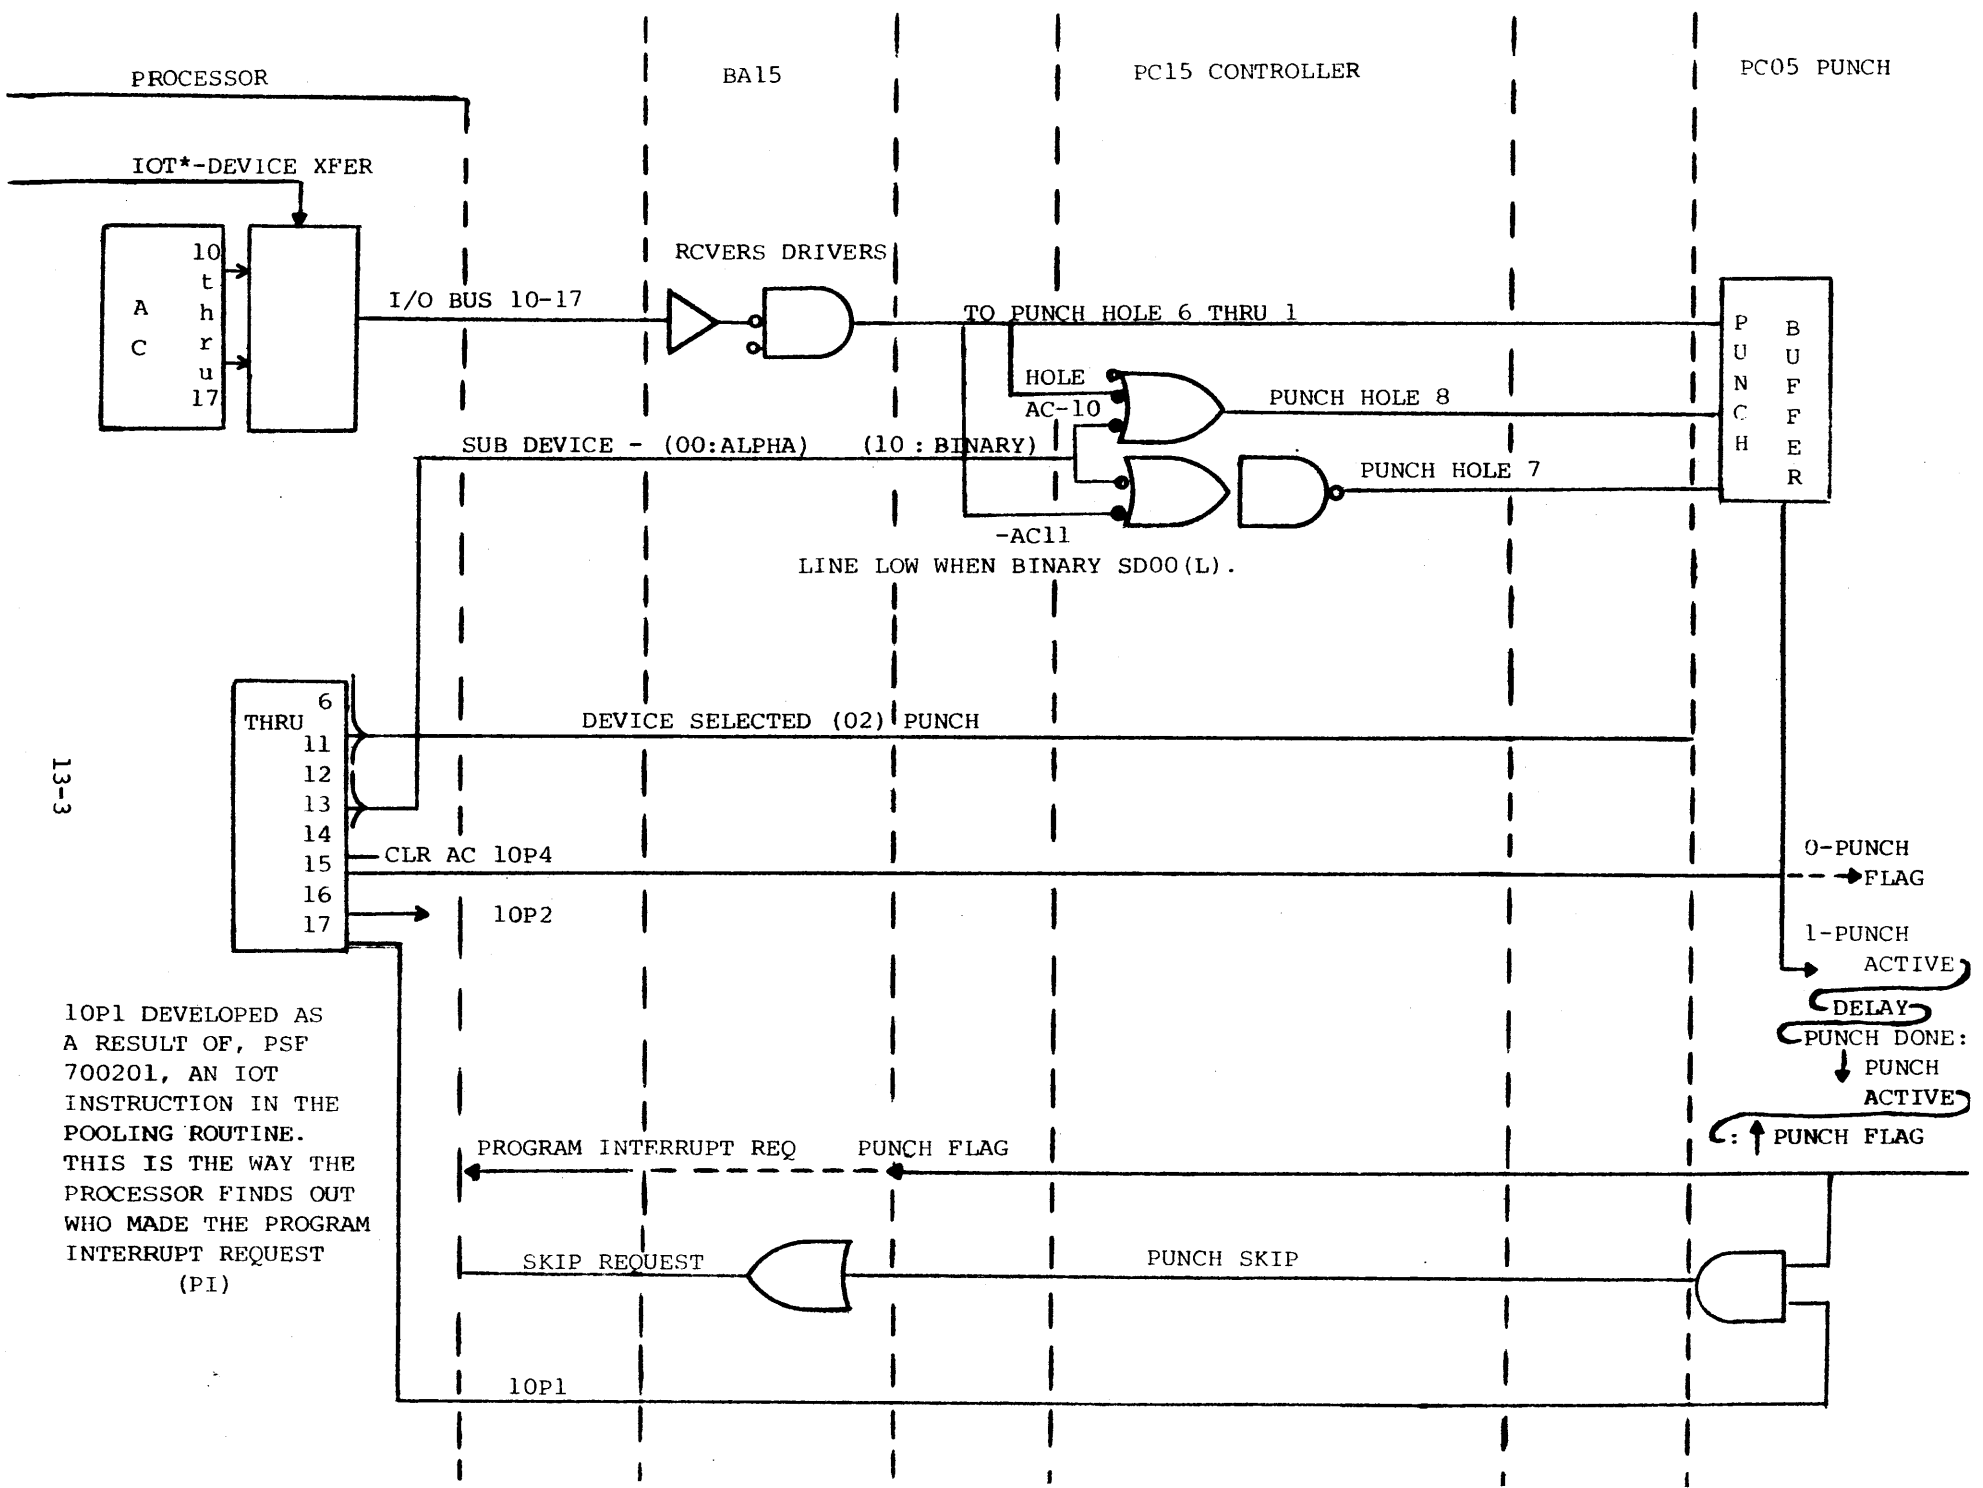 PROCESSOR
BA15
PC15 CONTROLLER
PC05 PUNCH
IOT*-DEVICE XFER
RCVERS DRIVERS
A
C
10
t
h
r
u
17
I/O BUS 10-17
TO PUNCH HOLE 6 THRU 1
HOLE
AC-10
PUNCH HOLE 8
PUNCH
BUFFER
SUB DEVICE - (00:ALPHA) (10 : BINARY)
PUNCH HOLE 7
-AC11
LINE LOW WHEN BINARY SD00(L).
6
THRU
11
12
13
14
15
16
17
DEVICE SELECTED (02) PUNCH
13-3
CLR AC 10P4
10P2
0-PUNCH
FLAG
1-PUNCH
ACTIVE
DELAY
PUNCH DONE:
PUNCH
ACTIVE
: PUNCH FLAG
10P1 DEVELOPED AS
A RESULT OF, PSF
700201, AN IOT
INSTRUCTION IN THE
POOLING ROUTINE.
THIS IS THE WAY THE
PROCESSOR FINDS OUT
WHO MADE THE PROGRAM
INTERRUPT REQUEST
(PI)
PROGRAM INTERRUPT REQ
PUNCH FLAG
SKIP REQUEST
PUNCH SKIP
10P1